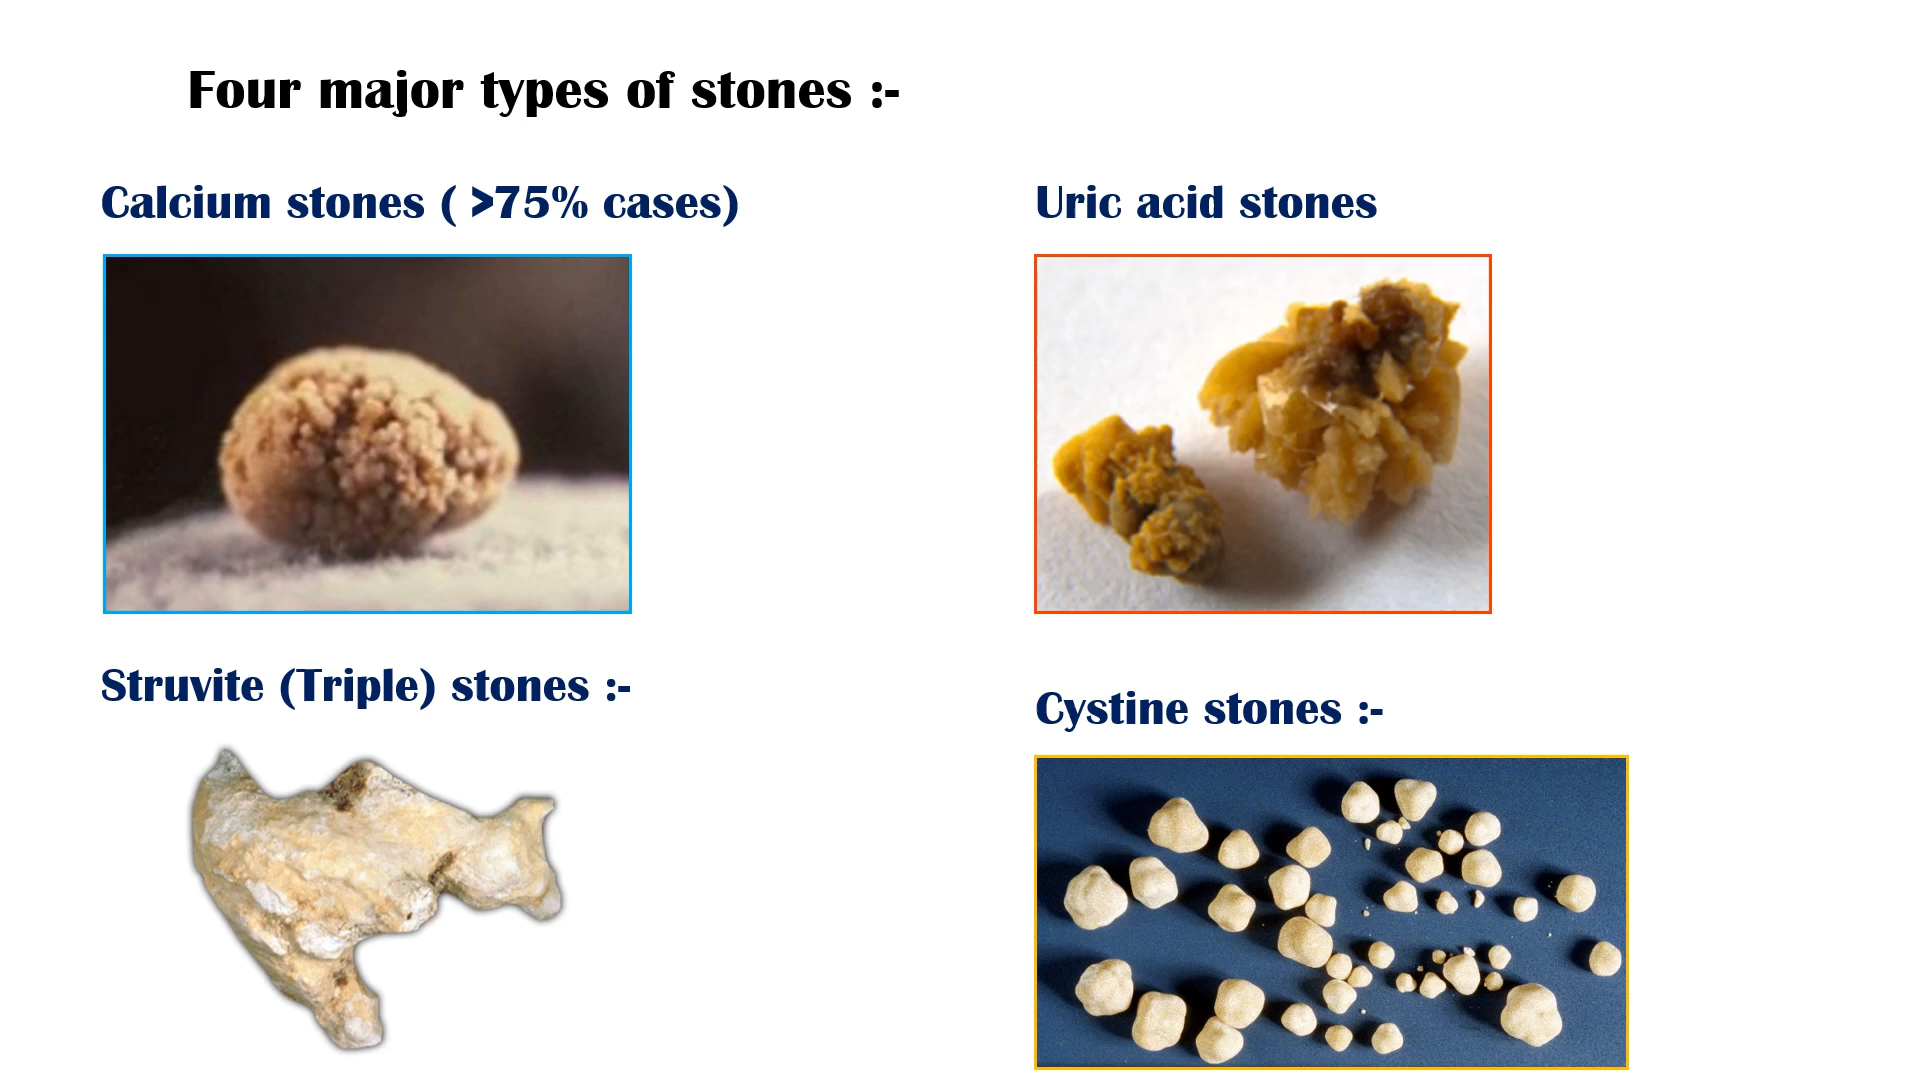 Four major types of stones :-
Calcium stones ( >75% cases)
Uric acid stones
Struvite (Triple) stones :-
Cystine stones :-